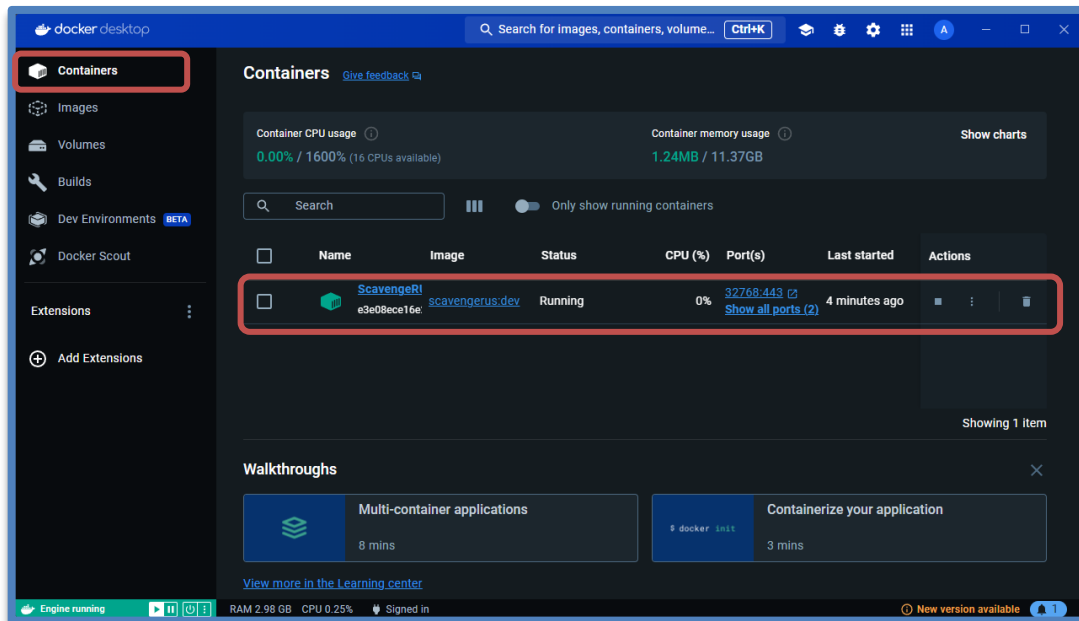 docker desktop
Search for images, containers, volume... Ctrl+K
A
Containers
Images
Volumes
Builds
Dev Environments BETA
Docker Scout
Extensions
Add Extensions
Containers Give feedback
Container CPU usage
0.00% / 1600% (16 CPUs available)
Container memory usage
1.24MB / 11.37GB
Show charts
Search
Only show running containers
Name Image Status CPU (%) Port(s) Last started Actions
ScavengeRU
e3e08ece16e
scavengerus:dev Running 0%
32768:443
Show all ports (2)
4 minutes ago
Showing 1 item
Walkthroughs
Multi-container applications
8 mins
$ docker init
Containerize your application
3 mins
View more in the Learning center
Engine running
RAM 2.98 GB CPU 0.25% Signed in
New version available 1